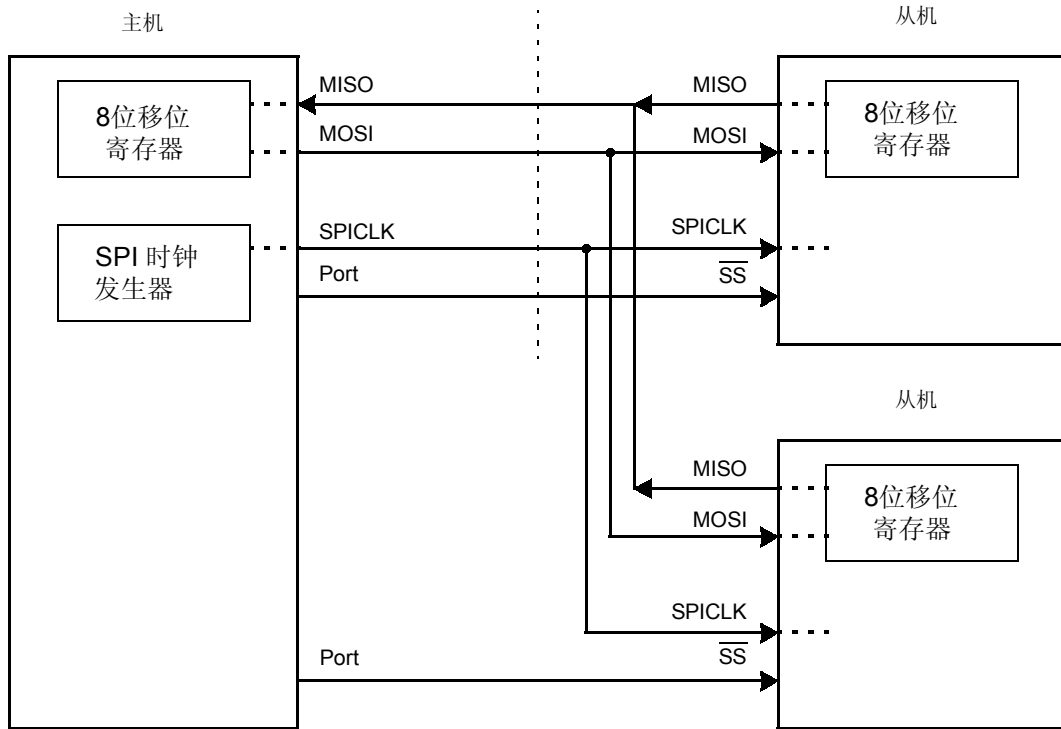 主机
从机
MISO
MISO
8位移位
寄存器
8位移位
寄存器
MOSI
MOSI
SPICLK
SPICLK
SPI 时钟
发生器
Port
SS
从机
MISO
8位移位
寄存器
MOSI
SPICLK
Port
SS